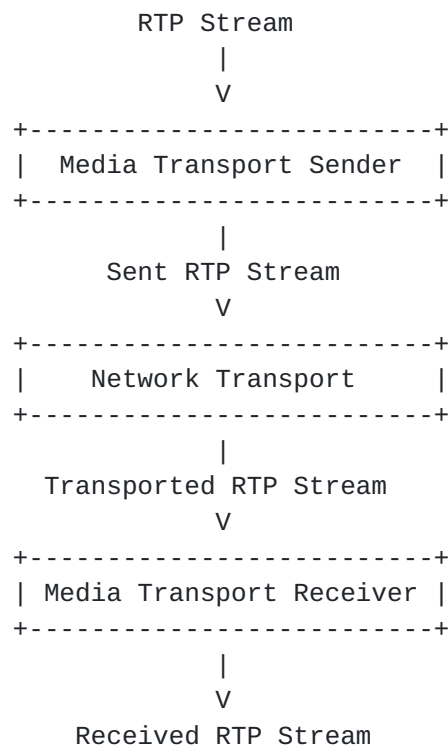 RTP Stream
|
V
+--------------------------+
|  Media Transport Sender  |
+--------------------------+
|
Sent RTP Stream
V
+--------------------------+
|    Network Transport     |
+--------------------------+
|
Transported RTP Stream
V
+--------------------------+
| Media Transport Receiver |
+--------------------------+
|
V
Received RTP Stream